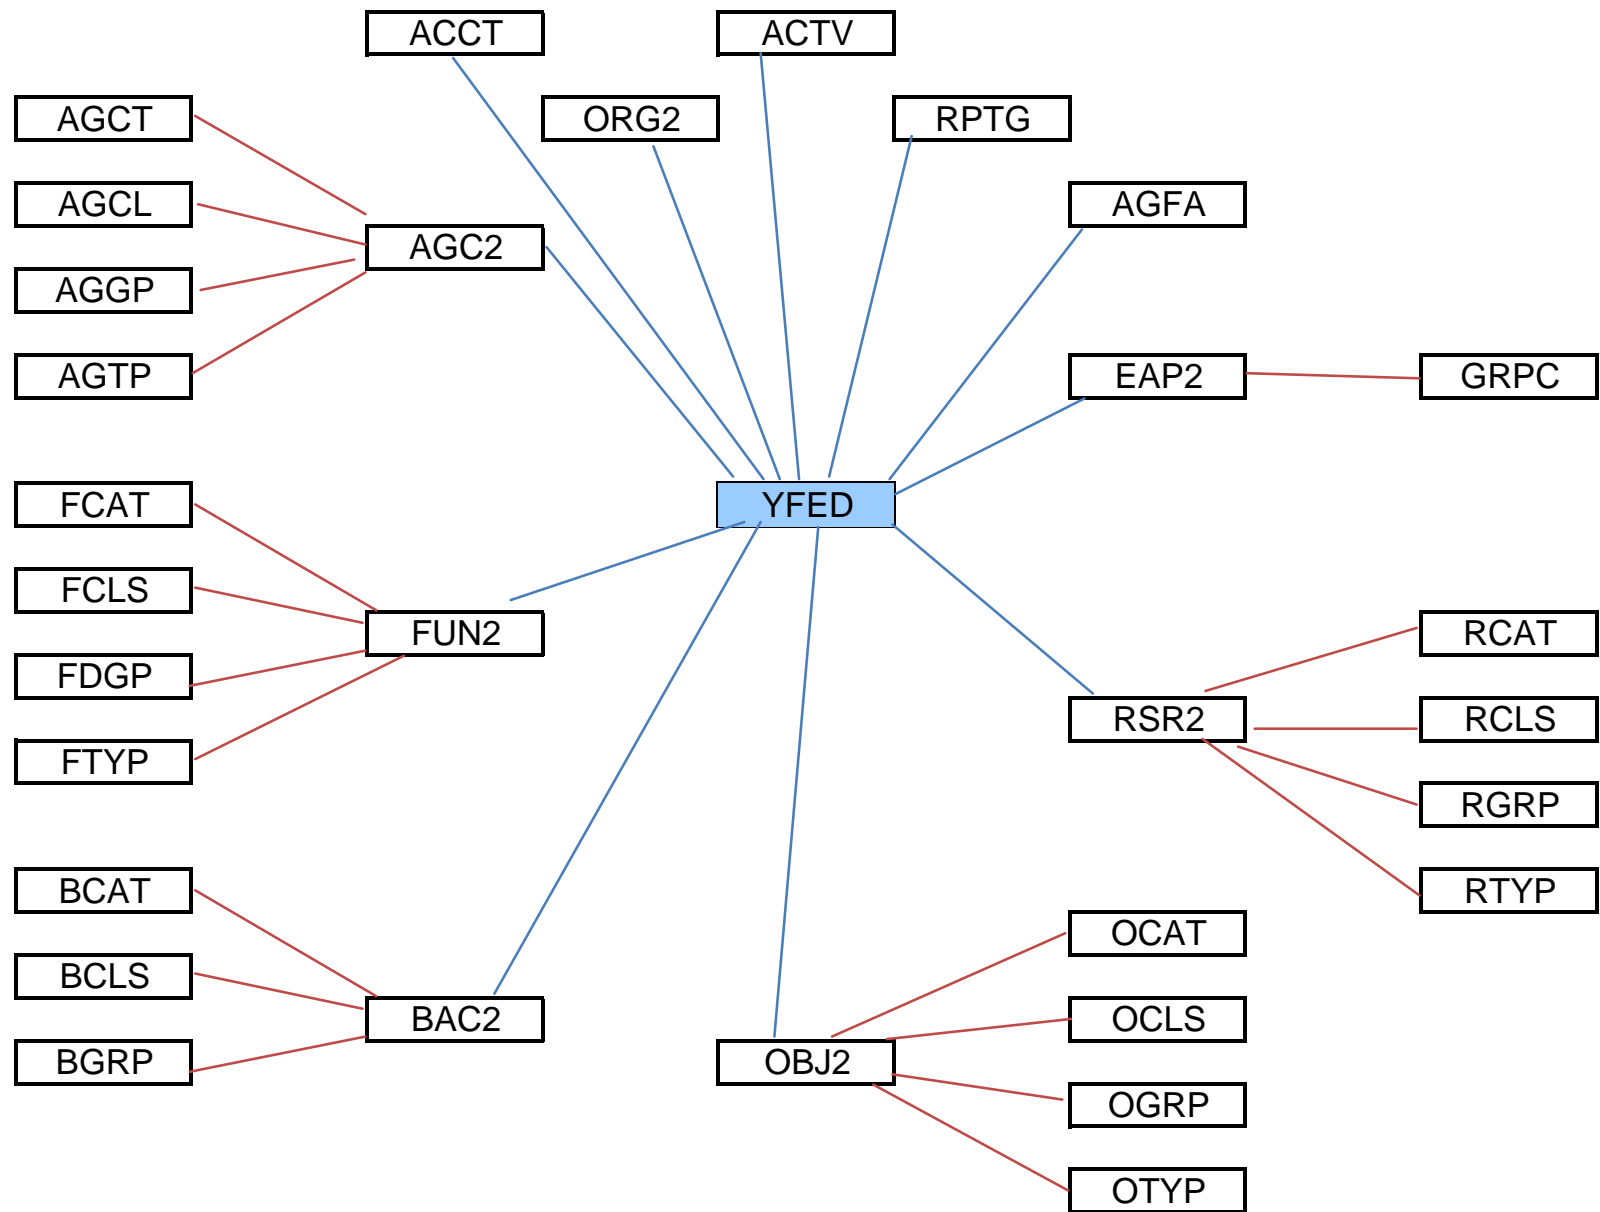 ACCT
ACTV
AGCT
ORG2
RPTG
AGCL
AGFA
AGC2
AGGP
AGTP
EAP2
GRPC
FCAT
YFED
FCLS
FUN2
RCAT
FDGP
RSR2
RCLS
FTYP
RGRP
BCAT
RTYP
OCAT
BCLS
BAC2
OCLS
BGRP
OBJ2
OGRP
OTYP